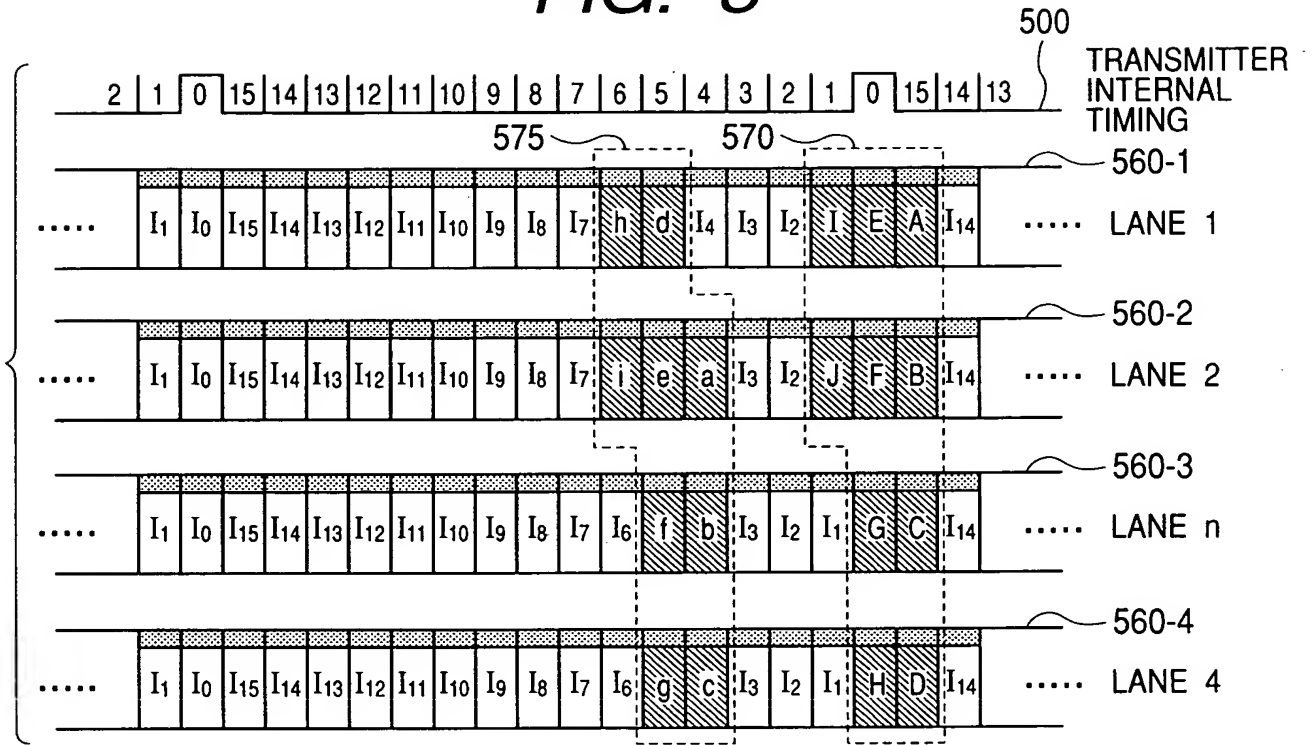 FIG.
500
2 1 0 15 14 13 12 11 10 9 8 7 6 5 4 3 2 1 0 15 14 13
TRANSMITTER
INTERNAL
TIMING
575
570
560-1
..... I1 I0 I15 I14 I13 I12 I11 I10 I9 I8 I7 h d I4 I3 I2 I E A I14 ..... LANE 1
560-2
..... I1 I0 I15 I14 I13 I12 I11 I10 I9 I8 I7 i e a I3 I2 J F B I14 ..... LANE 2
560-3
..... I1 I0 I15 I14 I13 I12 I11 I10 I9 I8 I7 I6 f b I3 I2 I1 G C I14 ..... LANE n
560-4
..... I1 I0 I15 I14 I13 I12 I11 I10 I9 I8 I7 I6 g c I3 I2 I1 H D I14 ..... LANE 4